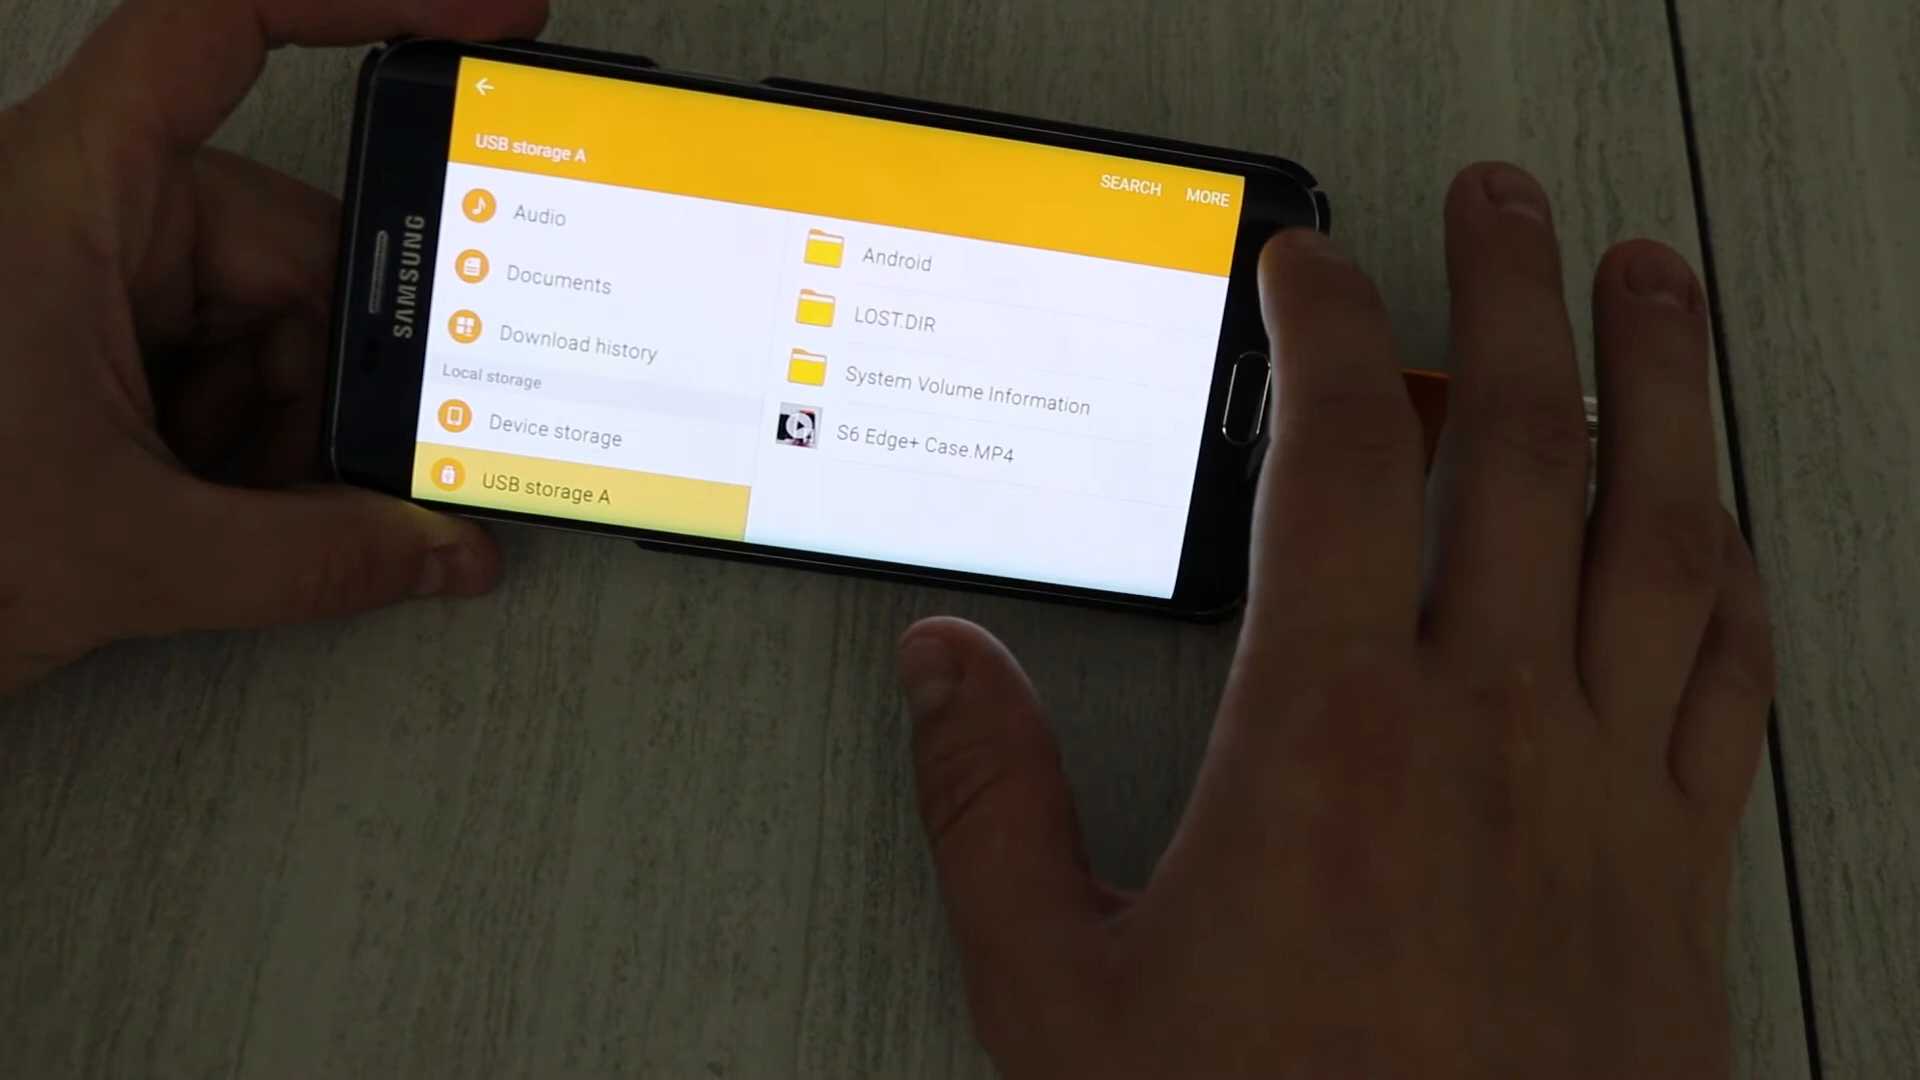 SAMSUNG
USB storage A
SEARCH
MORE
Audio
Documents
Download history
Local storage
Device storage
USB storage A
Android
LOST.DIR
System Volume Information
S6 Edge+ Case.MP4